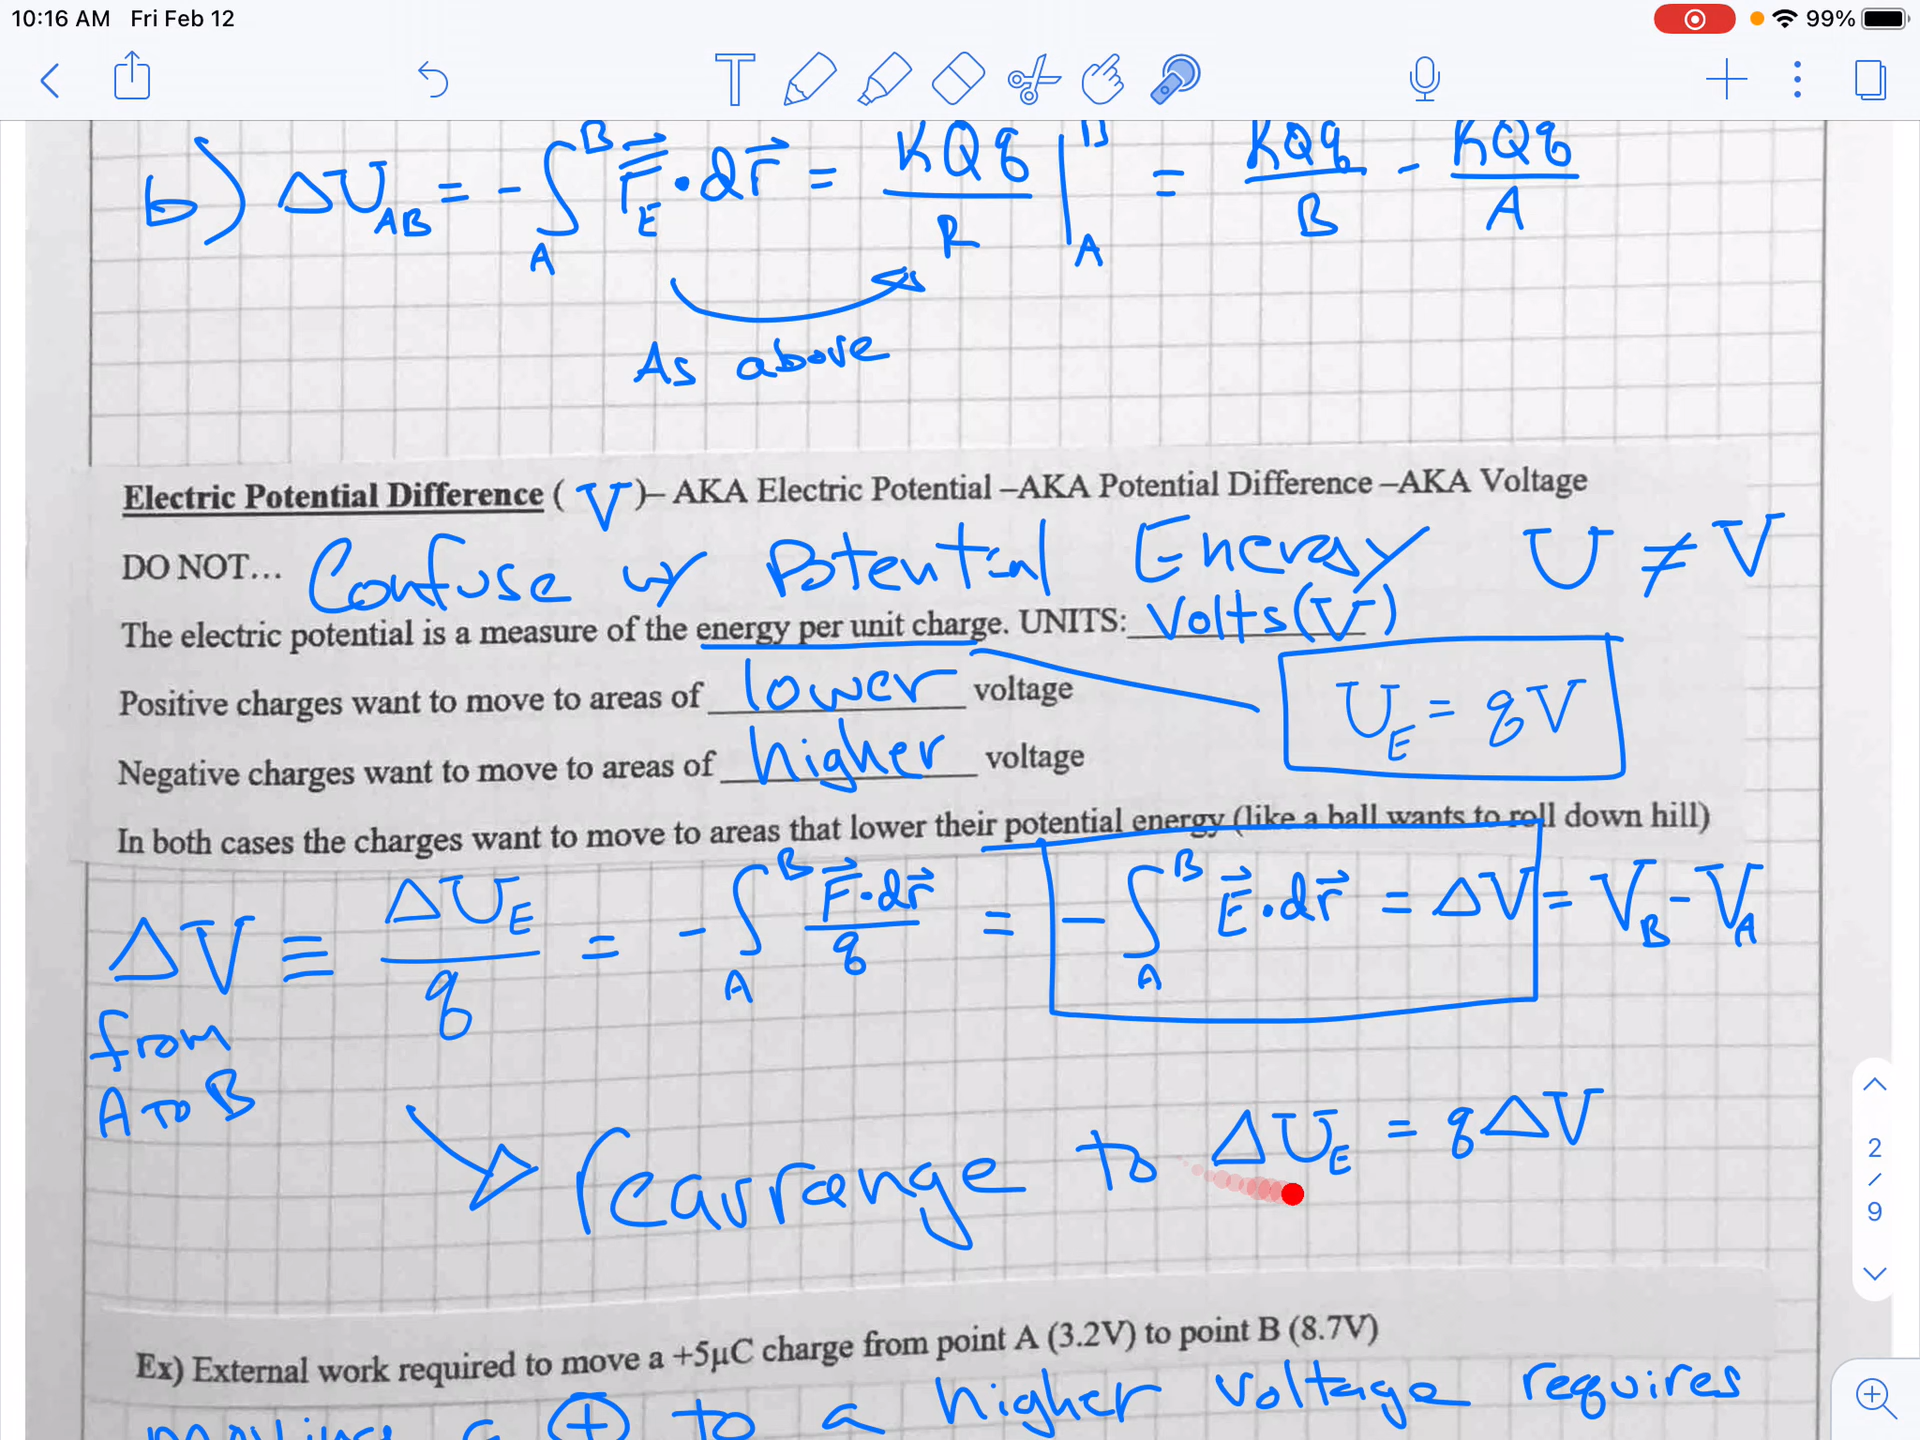 10:16 AM Fri Feb 12 99%
T
b) ΔU_AB = - ∫_A^B F⃗_E · dr⃗ = KQq/R |_A^B = KQq/B - KQq/A
As above
Electric Potential Difference ( V )– AKA Electric Potential –AKA Potential Difference –AKA Voltage
DO NOT... Confuse w/ Potential Energy U ≠ V
The electric potential is a measure of the energy per unit charge. UNITS: Volts (V)
Positive charges want to move to areas of lower voltage
U_E = qV
Negative charges want to move to areas of higher voltage
In both cases the charges want to move to areas that lower their potential energy (like a ball wants to roll down hill)
ΔV ≡ ΔU_E/q = - ∫_A^B F⃗·dr⃗/q = - ∫_A^B E⃗·dr⃗ = ΔV = V_B - V_A
from
A TO B
rearrange to ΔU_E = qΔV
2
/
9
Ex) External work required to move a +5μC charge from point A (3.2V) to point B (8.7V)
moving a (+) to a higher voltage requires